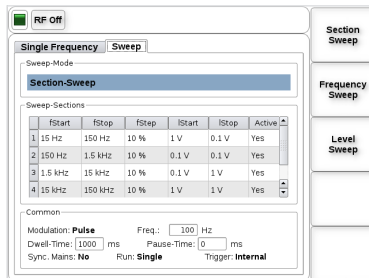 RF Off
Single Frequency Sweep
Sweep-Mode
Section-Sweep
Sweep-Sections
fStart fStop fStep lStart lStop Active
1 15 Hz 150 Hz 10 % 1 V 0.1 V Yes
2 150 Hz 1.5 kHz 10 % 0.1 V 0.1 V Yes
3 1.5 kHz 15 kHz 10 % 0.1 V 1 V Yes
4 15 kHz 150 kHz 10 % 1 V 1 V Yes
Common
Modulation: Pulse Freq.: 100 Hz
Dwell-Time: 1000 ms Pause-Time: 0 ms
Sync. Mains: No Run: Single Trigger: Internal
Section
Sweep
Frequency
Sweep
Level
Sweep